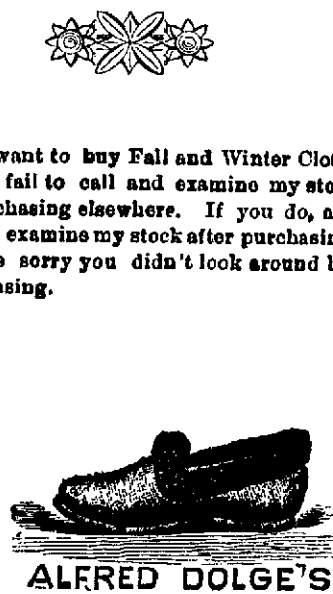 want to buy Fall and Winter Clot
fail to call and examine my sto
chasing elsewhere. If you do, a
examine my stock after purchasin
sorry you didn't look around b
asing.
ALFRED DOLGE'S